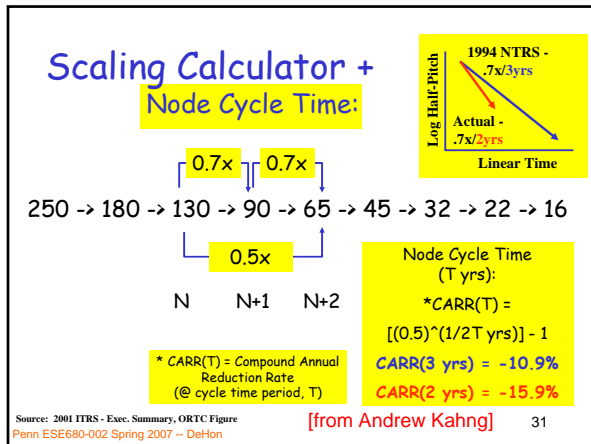 Scaling Calculator +
Node Cycle Time:
Log Half-Pitch
1994 NTRS -
.7x/3yrs
Actual -
.7x/2yrs
Linear Time
0.7x
0.7x
250 -> 180 -> 130 -> 90 -> 65 -> 45 -> 32 -> 22 -> 16
0.5x
N N+1 N+2
Node Cycle Time
(T yrs):
*CARR(T) =
[(0.5)^(1/2T yrs)] - 1
CARR(3 yrs) = -10.9%
CARR(2 yrs) = -15.9%
* CARR(T) = Compound Annual
Reduction Rate
(@ cycle time period, T)
Source: 2001 ITRS - Exec. Summary, ORTC Figure
[from Andrew Kahng]
31
Penn ESE680-002 Spring 2007 -- DeHon